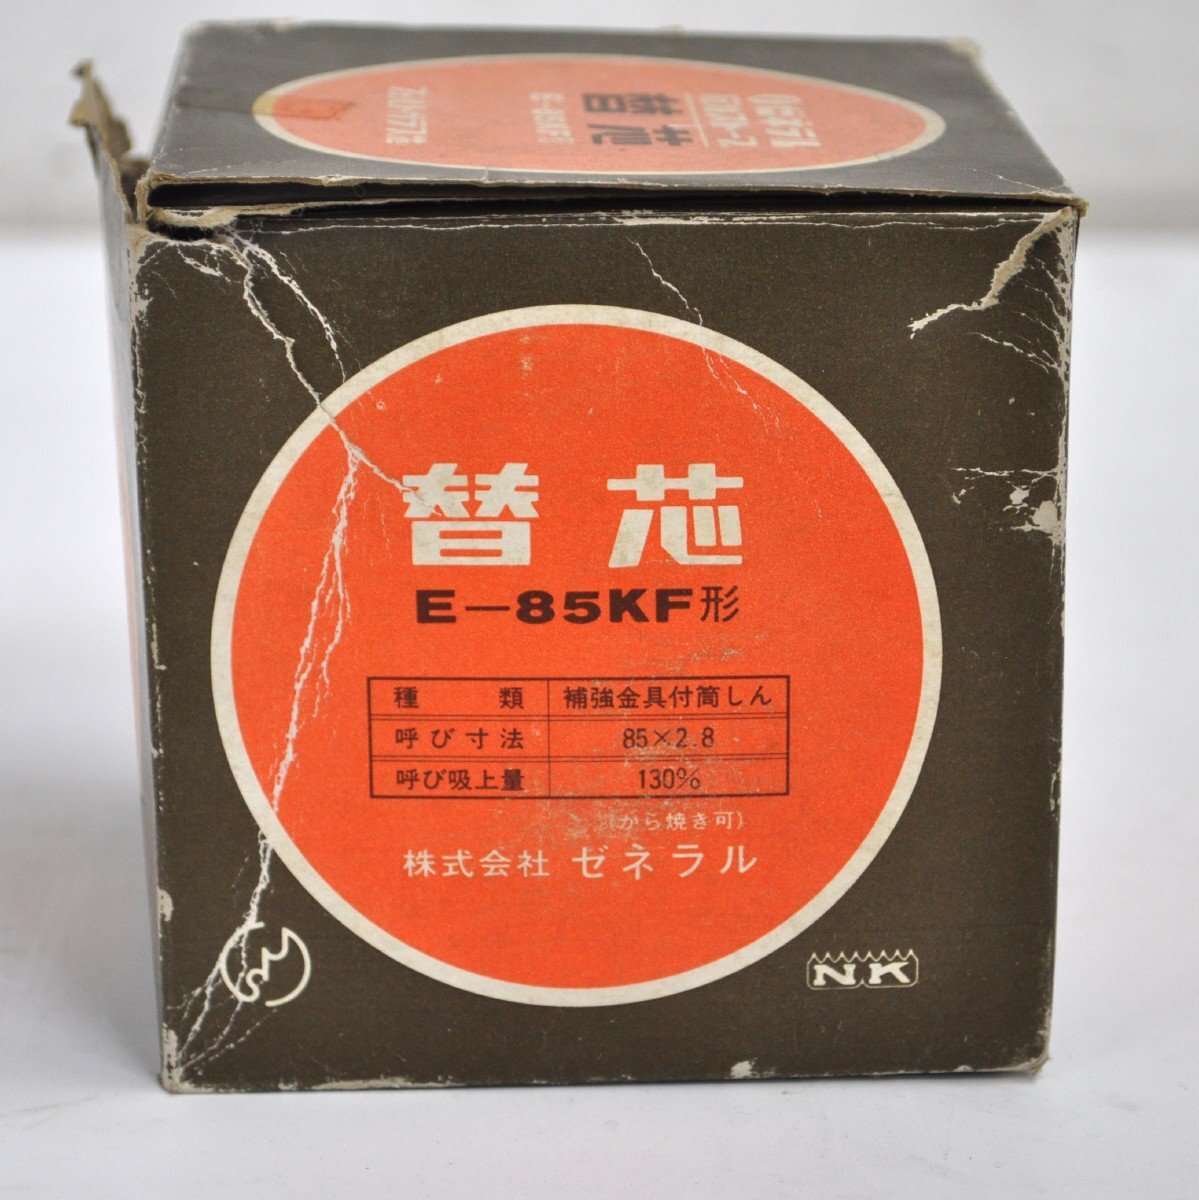 替芯
E—85KF形
種類 補強金具付筒しん
呼び寸法 85×2.8
呼び吸上量 130%
(から焼き可)
株式会社 ゼネラル
NK
替芯